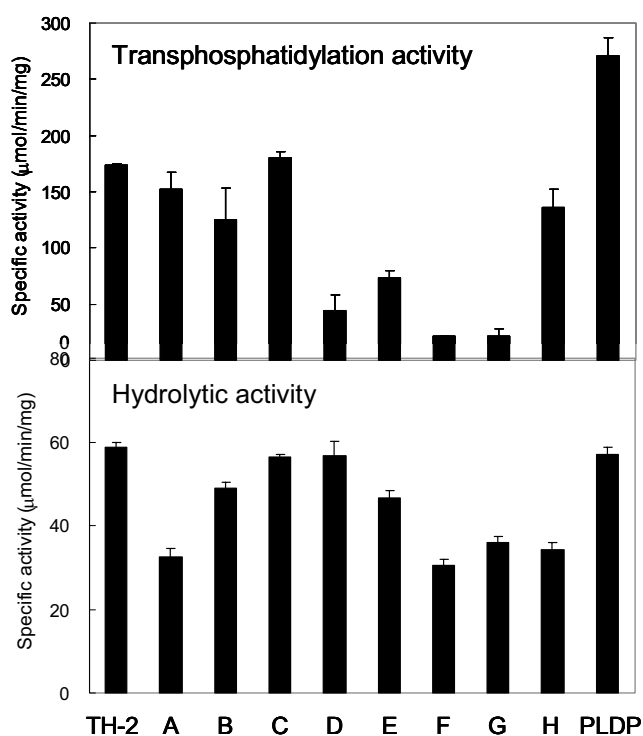 300
Transphosphatidylation activity
250
200
150
100
50
0
Specific activity (μmol/min/mg)
80
Hydrolytic activity
60
40
20
0
Specific activity (μmol/min/mg)
TH-2 A B C D E F G H PLDP